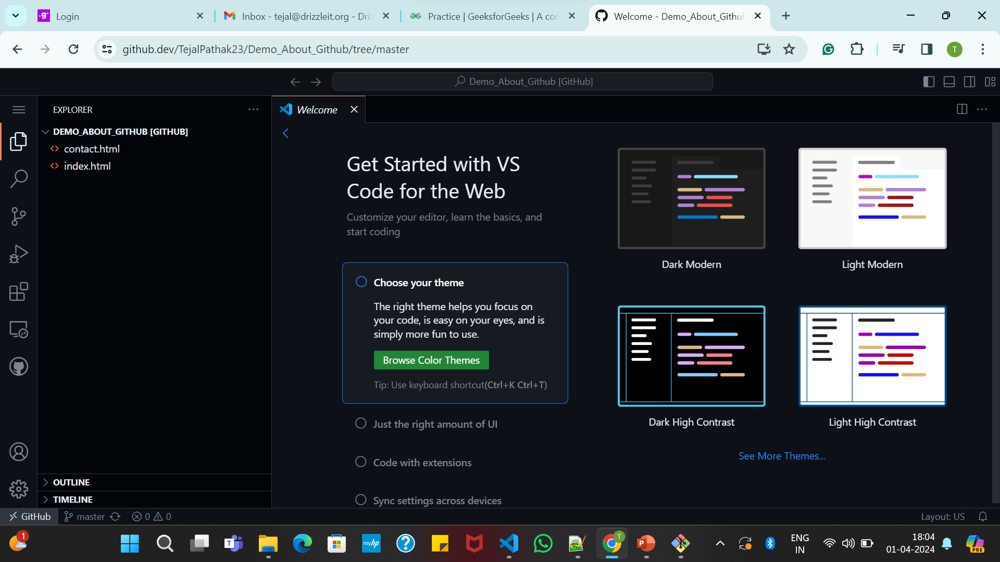 Login
Inbox - tejal@drizzleit.org - Driz
Practice | GeeksforGeeks | A con
Welcome - Demo_About_Githu
github.dev/TejalPathak23/Demo_About_Github/tree/master
T
Demo_About_Github [GitHub]
EXPLORER
Welcome
DEMO_ABOUT_GITHUB [GITHUB]
contact.html
index.html
Get Started with VS
Code for the Web
Customize your editor, learn the basics, and
start coding
Choose your theme
The right theme helps you focus on
your code, is easy on your eyes, and is
simply more fun to use.
Browse Color Themes
Tip: Use keyboard shortcut(Ctrl+K Ctrl+T)
Just the right amount of UI
Code with extensions
Sync settings across devices
Dark Modern
Light Modern
Dark High Contrast
Light High Contrast
See More Themes...
OUTLINE
TIMELINE
GitHub
master
0
0
Layout: US
1
myhp
T
ENG
IN
18:04
01-04-2024
PRE